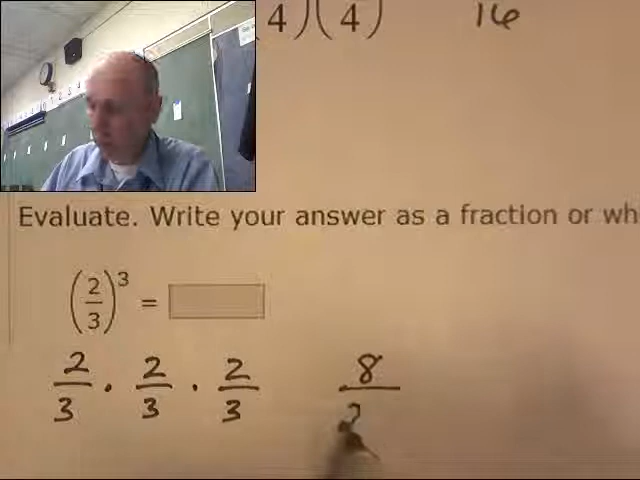 4)(4) 16
Evaluate. Write your answer as a fraction or wh
(2/3)^3 =
2/3 · 2/3 · 2/3 8/2